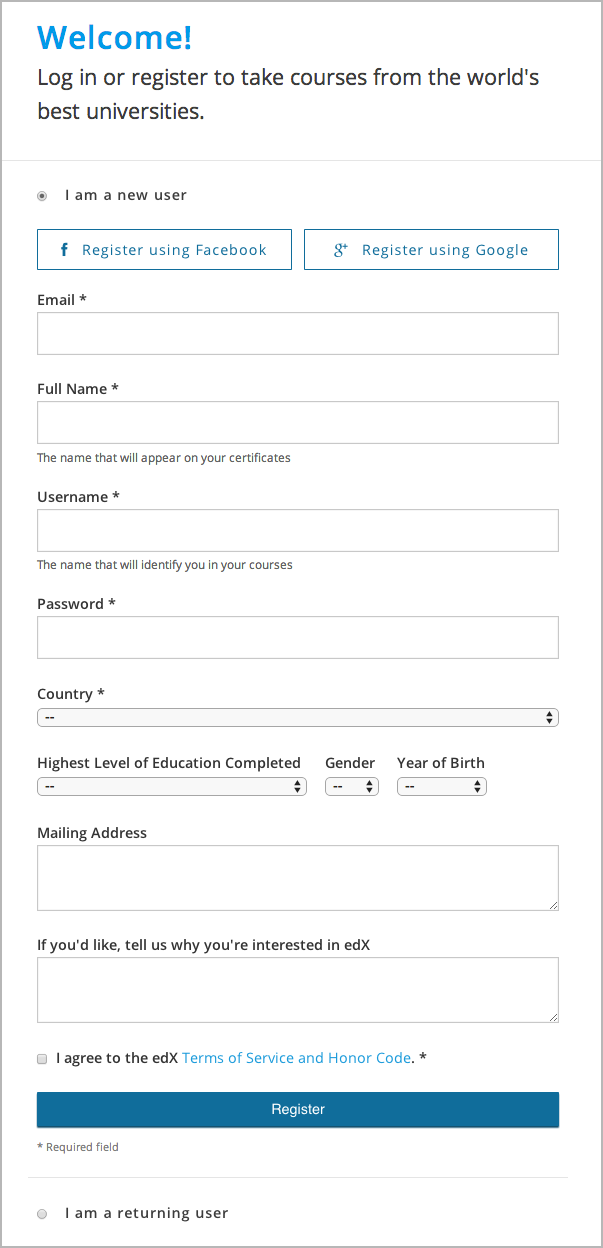 Welcome!
Log in or register to take courses from the world's
best universities.
I am a new user
f Register using Facebook
g+ Register using Google
Email *
Full Name *
The name that will appear on your certificates
Username *
The name that will identify you in your courses
Password *
Country *
--
Highest Level of Education Completed Gender Year of Birth
-- -- --
Mailing Address
If you'd like, tell us why you're interested in edX
I agree to the edX Terms of Service and Honor Code. *
Register
* Required field
I am a returning user